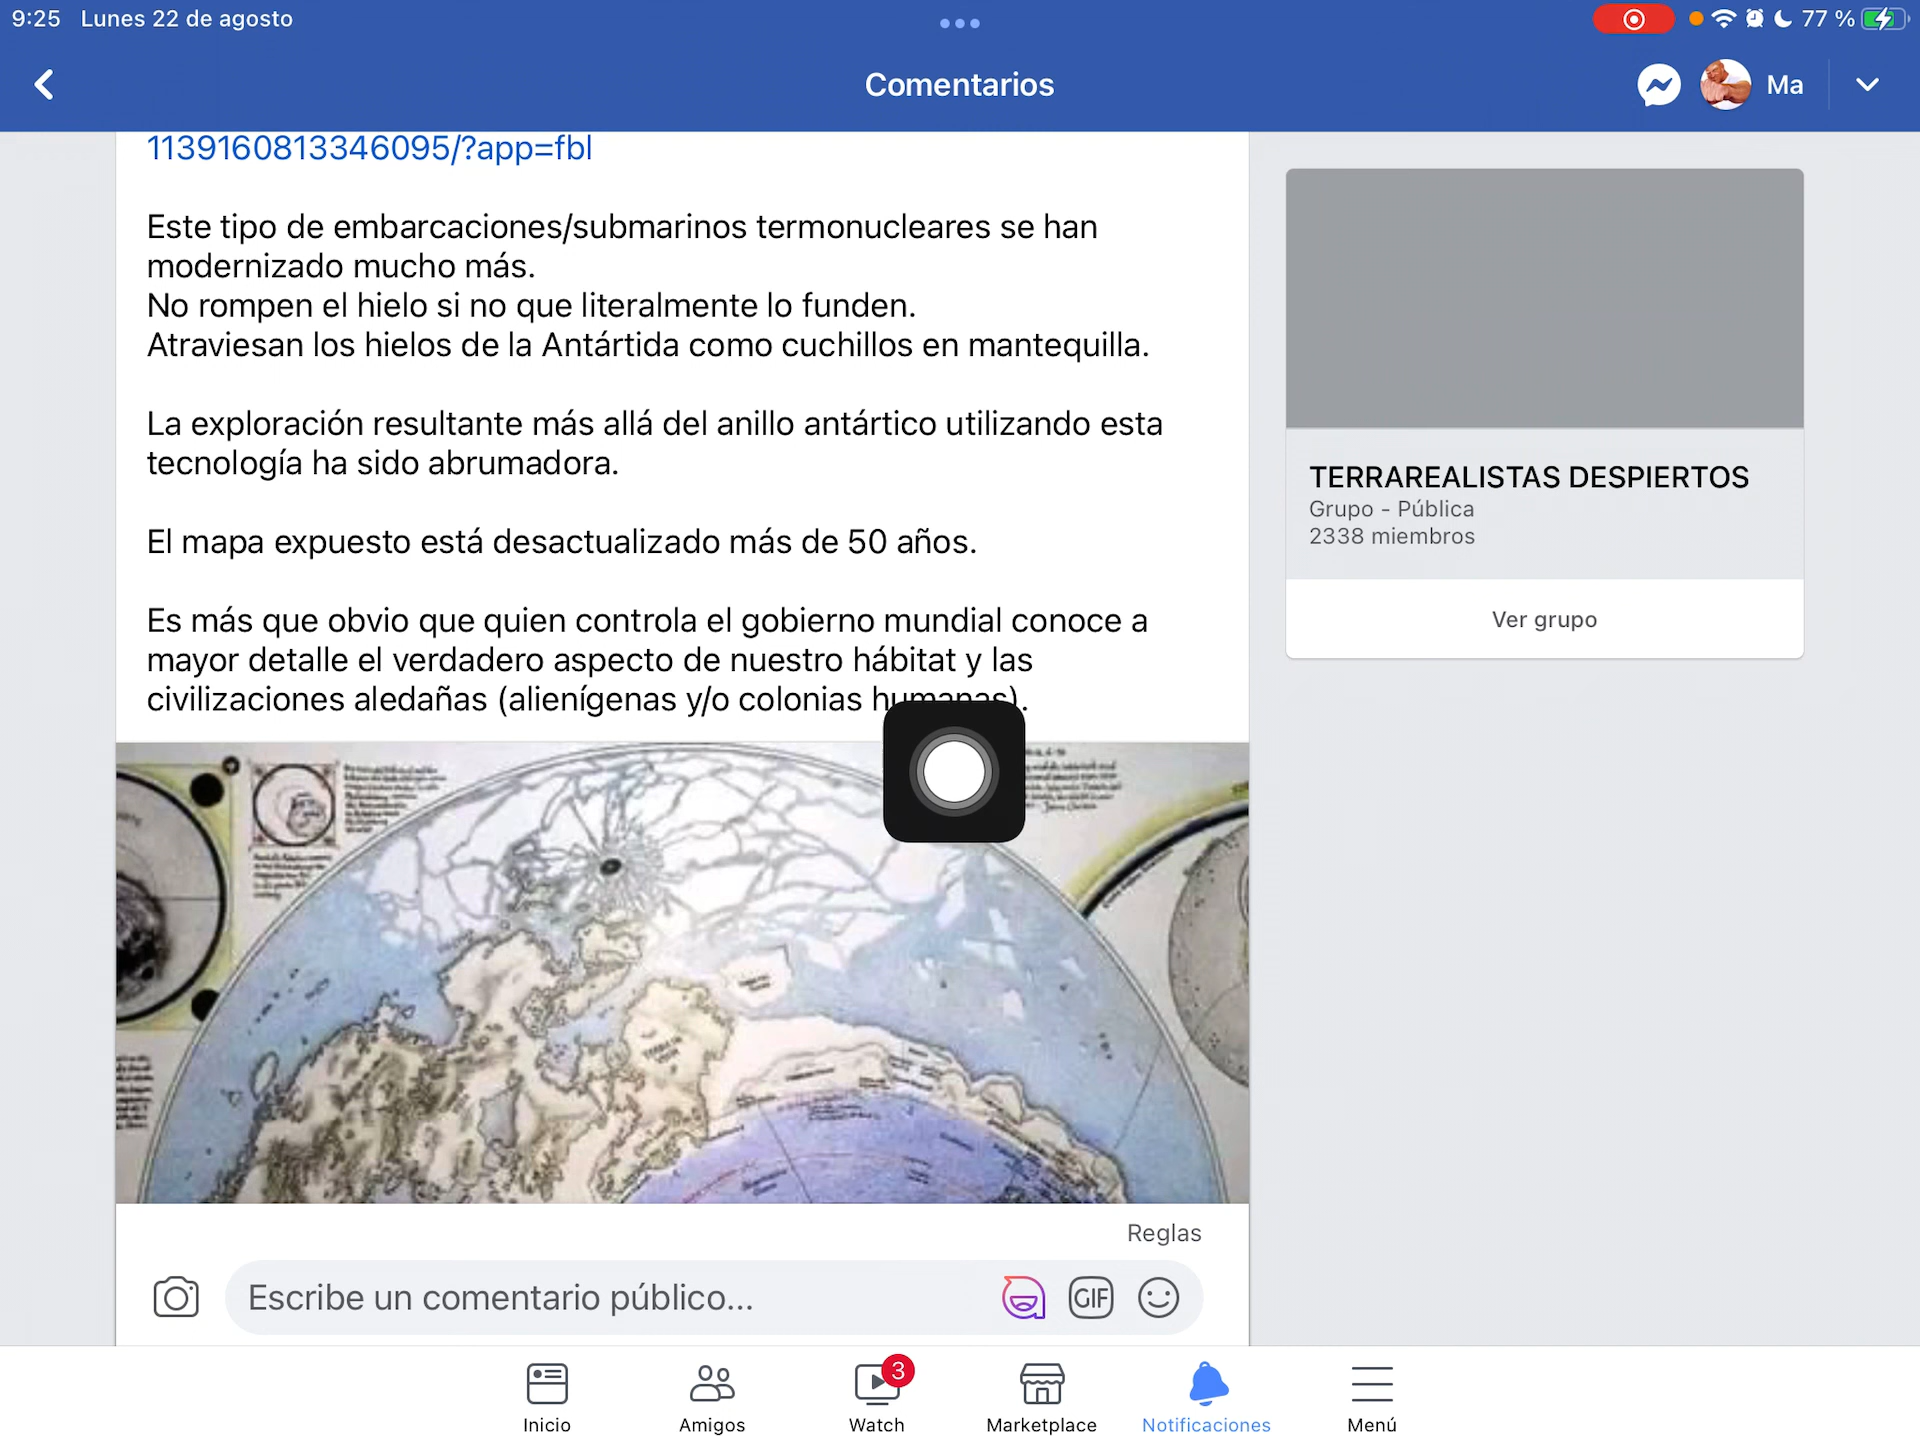 9:25 Lunes 22 de agosto
77 %
Comentarios
Ma
1139160813346095/?app=fbl
Este tipo de embarcaciones/submarinos termonucleares se han
modernizado mucho más.
No rompen el hielo si no que literalmente lo funden.
Atraviesan los hielos de la Antártida como cuchillos en mantequilla.
La exploración resultante más allá del anillo antártico utilizando esta
tecnología ha sido abrumadora.
El mapa expuesto está desactualizado más de 50 años.
Es más que obvio que quien controla el gobierno mundial conoce a
mayor detalle el verdadero aspecto de nuestro hábitat y las
civilizaciones aledañas (alienígenas y/o colonias humanas).
TERRAREALISTAS DESPIERTOS
Grupo - Pública
2338 miembros
Ver grupo
Reglas
Escribe un comentario público...
GIF
3
Inicio
Amigos
Watch
Marketplace
Notificaciones
Menú